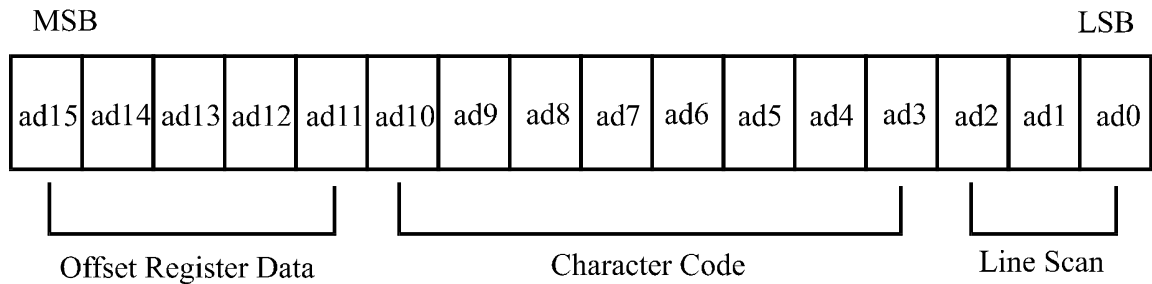 MSB LSB
ad15 ad14 ad13 ad12 ad11 ad10 ad9 ad8 ad7 ad6 ad5 ad4 ad3 ad2 ad1 ad0
Offset Register Data Character Code Line Scan